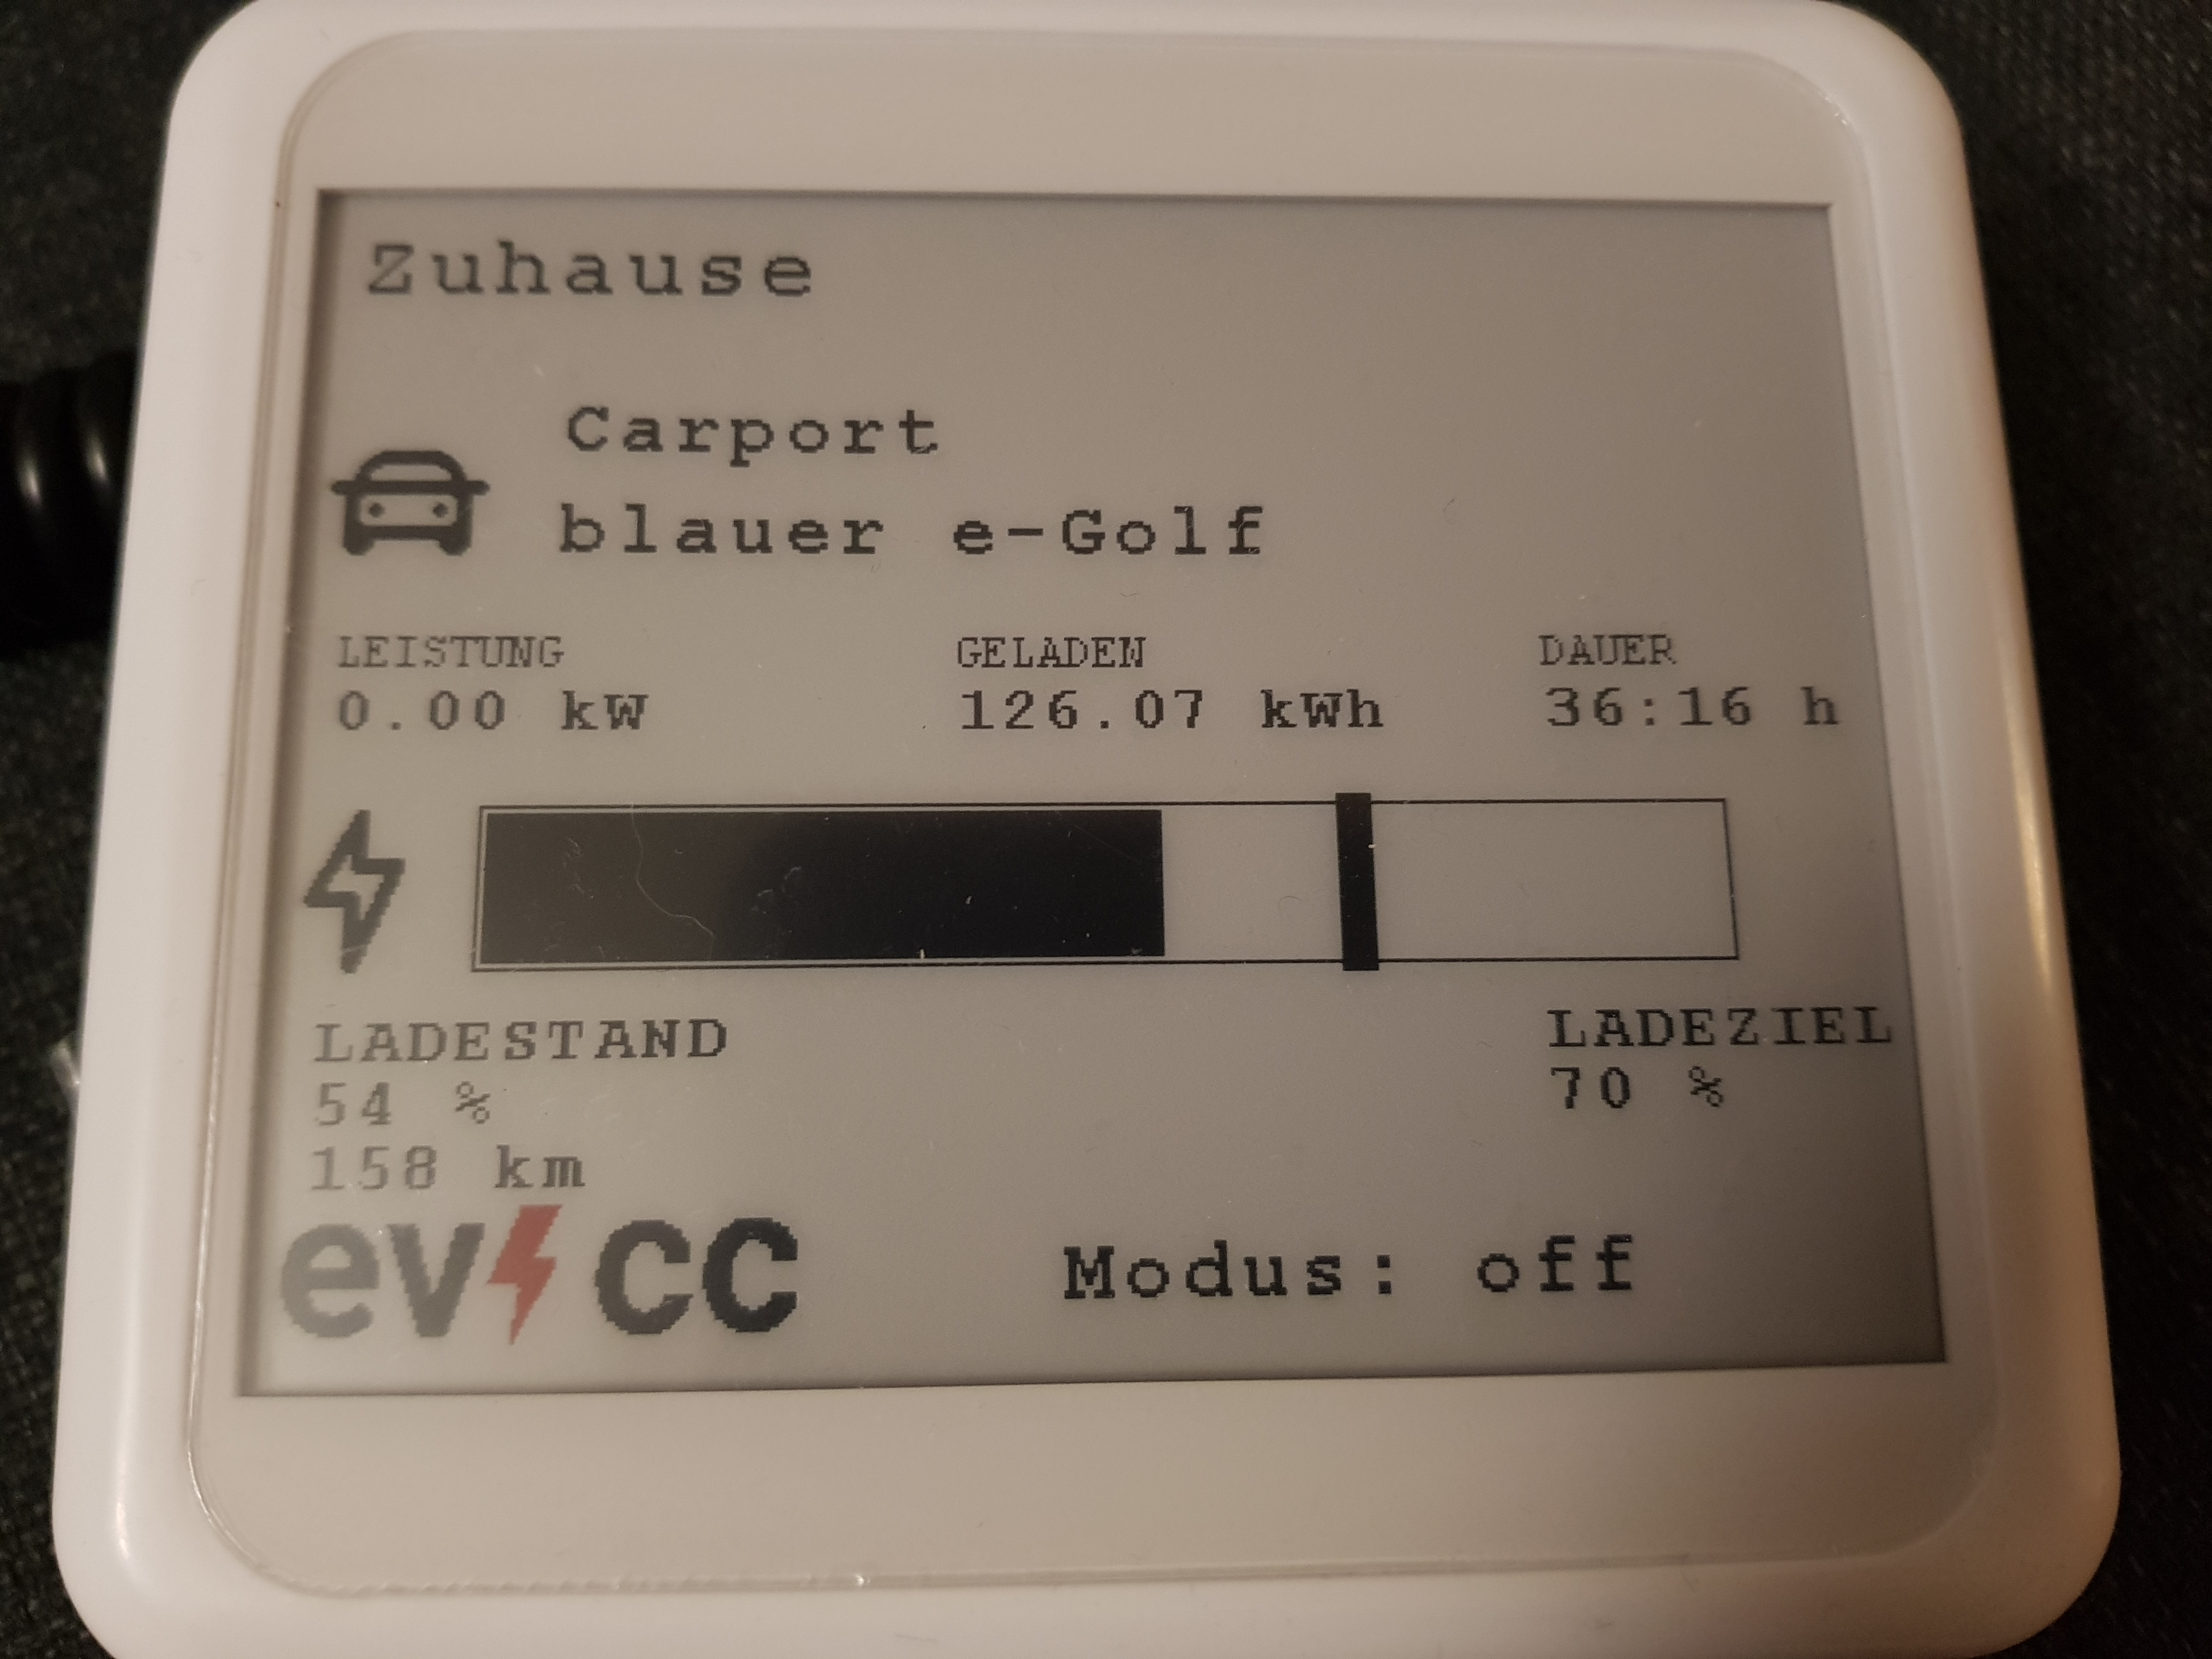 Zuhause
Carport
blauer e-Golf
LEISTUNG GELADEN DAUER
0.00 kW 126.07 kWh 36:16 h
LADESTAND LADEZIEL
54 % 70 %
158 km
evcc Modus: off